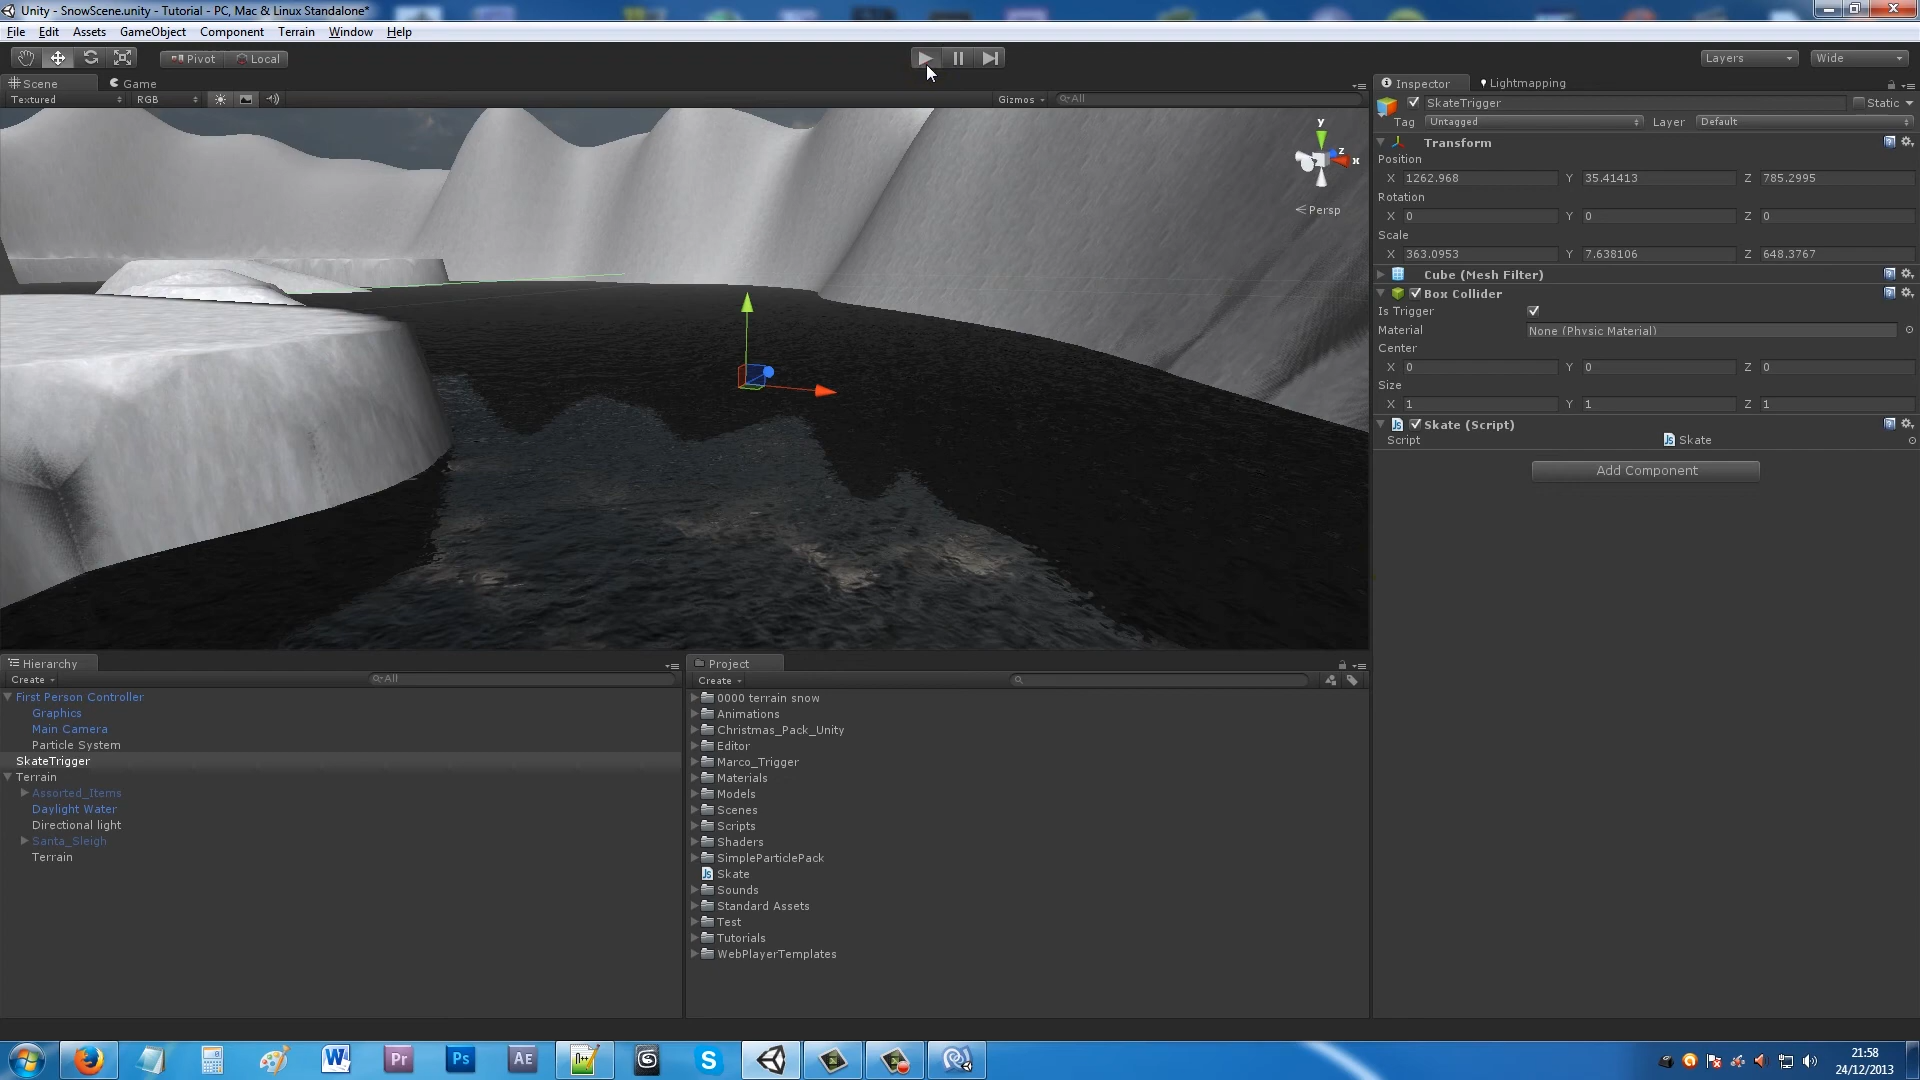 Unity - SnowScene.unity - Tutorial - PC, Mac & Linux Standalone*
File Edit Assets GameObject Component Terrain Window Help
Pivot Local Layers Wide
Scene Game
Textured RGB Gizmos All
y
z
x
Persp
Inspector Lightmapping
SkateTrigger Static
Tag Untagged Layer Default
Transform
Position
X 1262.968 Y 35.41413 Z 785.2995
Rotation
X 0 Y 0 Z 0
Scale
X 363.0953 Y 7.638106 Z 648.3767
Cube (Mesh Filter)
Box Collider
Is Trigger
Material None (Physic Material)
Center
X 0 Y 0 Z 0
Size
X 1 Y 1 Z 1
Skate (Script)
Script Skate
Add Component
Hierarchy
Create All
First Person Controller
Graphics
Main Camera
Particle System
SkateTrigger
Terrain
Assorted_Items
Daylight Water
Directional light
Santa_Sleigh
Terrain
Project
Create
0000 terrain snow
Animations
Christmas_Pack_Unity
Editor
Marco_Trigger
Materials
Models
Scenes
Scripts
Shaders
SimpleParticlePack
Skate
Sounds
Standard Assets
Test
Tutorials
WebPlayerTemplates
W Pr Ps AE S
21:58
24/12/2013